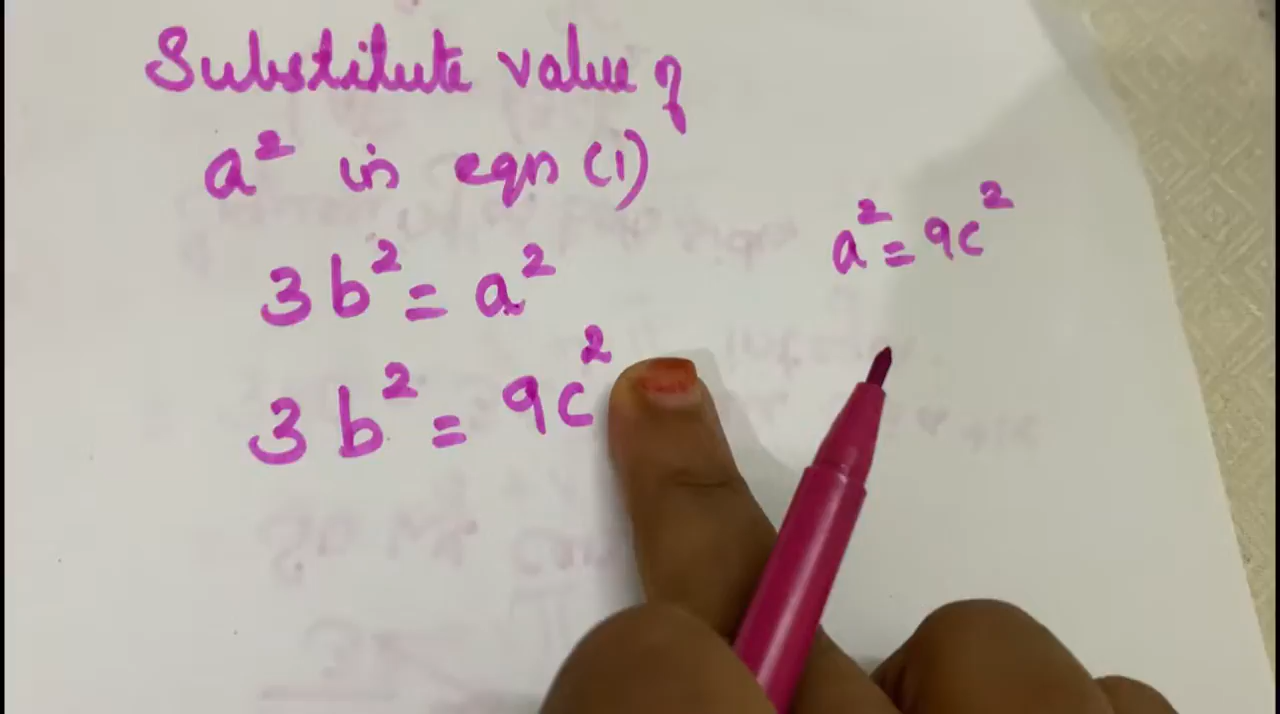 Substitute value of
a² in eqn (1)
a² = 9c²
3b² = a²
3b² = 9c²